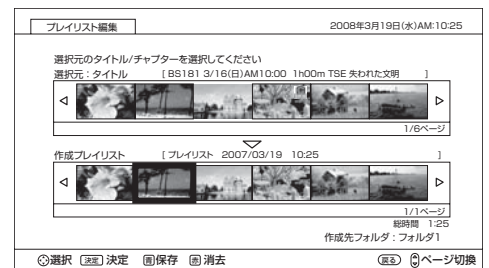 プレイリスト編集
2008年3月19日(水)AM:10:25
選択元のタイトル/チャプターを選択してください
選択元：タイトル [ BS181 3/16(日)AM10:00 1h00m TSE 失われた文明 ]
1/6ページ
作成プレイリスト [ プレイリスト 2007/03/19 10:25 ]
1/1ページ
総時間 1:25
作成先フォルダ：フォルダ1
選択 決定 決定 青 保存 赤 消去 戻る ページ切換